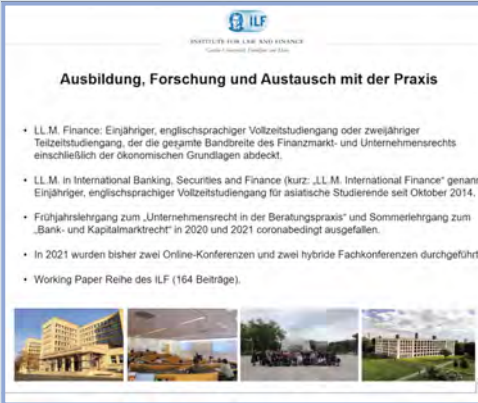 ILF
INSTITUTE FOR LAW AND FINANCE
Ausbildung, Forschung und Austausch mit der Praxis
• LL.M. Finance: Einjähriger, englischsprachiger Vollzeitstudiengang oder zweijähriger
Teilzeitstudiengang, der die gesamte Bandbreite des Finanzmarkt- und Unternehmensrechts
einschließlich der ökonomischen Grundlagen abdeckt.
• LL.M. in International Banking, Securities and Finance (kurz: „LL.M. International Finance“ genann
Einjähriger, englischsprachiger Vollzeitstudiengang für asiatische Studierende seit Oktober 2014.
• Frühjahrslehrgang zum „Unternehmensrecht in der Beratungspraxis“ und Sommerlehrgang zum
„Bank- und Kapitalmarktrecht“ in 2020 und 2021 coronabedingt ausgefallen.
• In 2021 wurden bisher zwei Online-Konferenzen und zwei hybride Fachkonferenzen durchgeführt
• Working Paper Reihe des ILF (164 Beiträge).